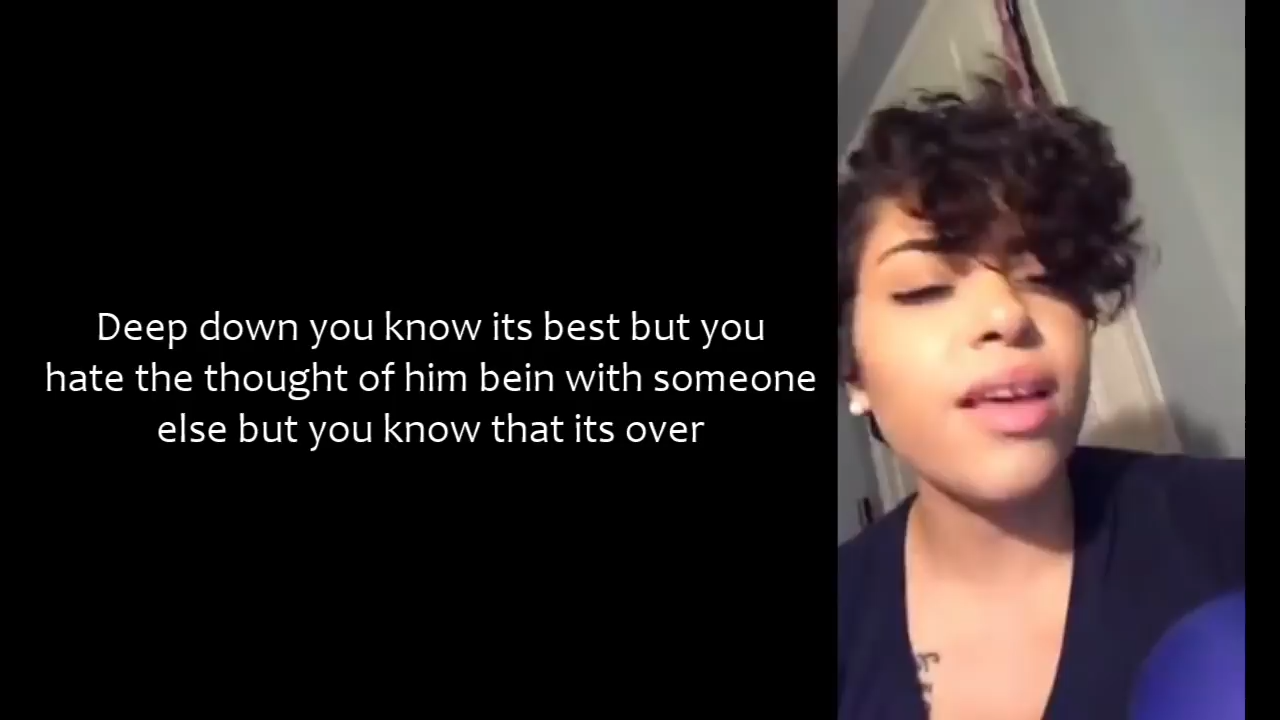 Deep down you know its best but you
hate the thought of him bein with someone
else but you know that its over